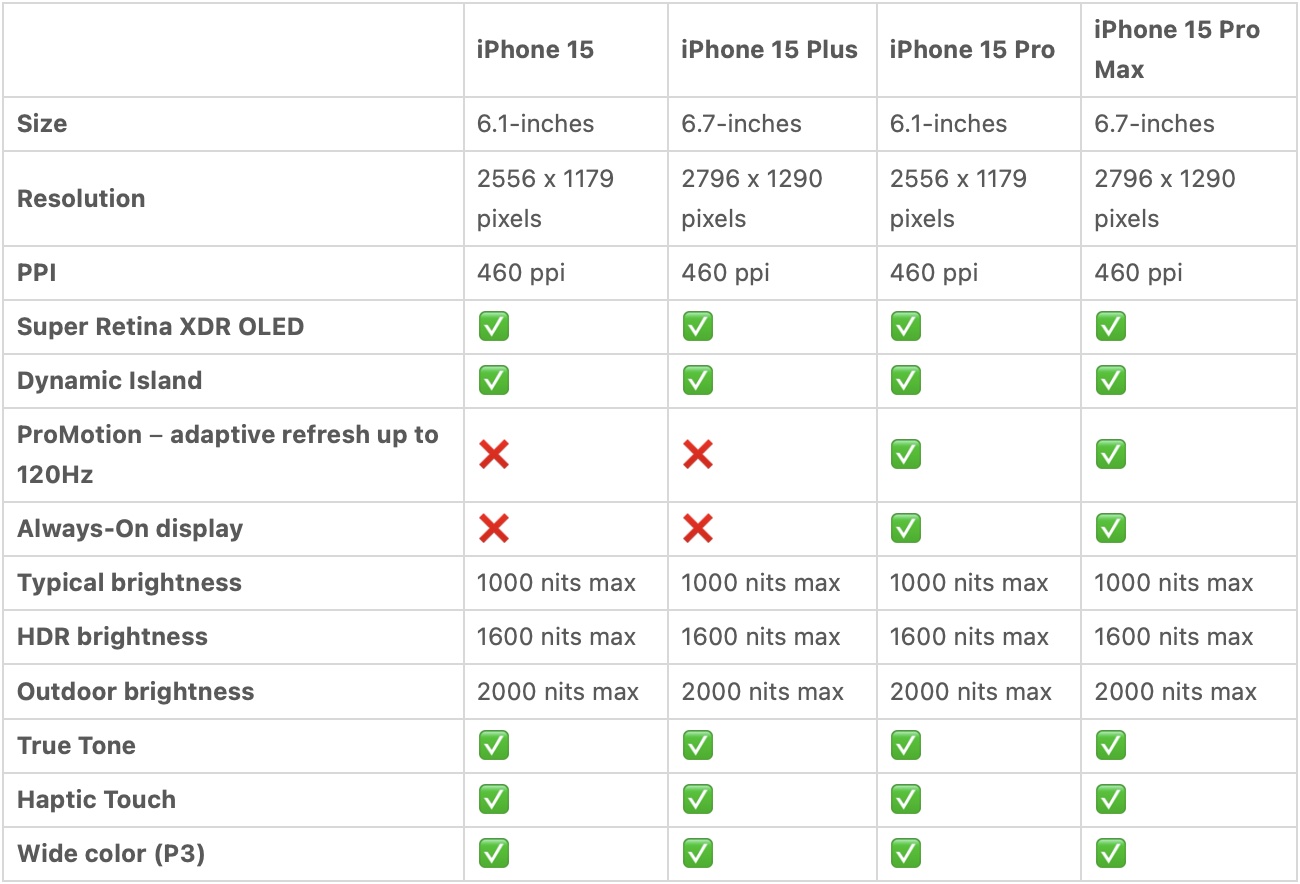 iPhone 15 iPhone 15 Plus iPhone 15 Pro iPhone 15 Pro
Max
Size 6.1-inches 6.7-inches 6.1-inches 6.7-inches
Resolution 2556 x 1179 2796 x 1290 2556 x 1179 2796 x 1290
pixels pixels pixels pixels
PPI 460 ppi 460 ppi 460 ppi 460 ppi
Super Retina XDR OLED ✅ ✅ ✅ ✅
Dynamic Island ✅ ✅ ✅ ✅
ProMotion – adaptive refresh up to
120Hz ❌ ❌ ✅ ✅
Always-On display ❌ ❌ ✅ ✅
Typical brightness 1000 nits max 1000 nits max 1000 nits max 1000 nits max
HDR brightness 1600 nits max 1600 nits max 1600 nits max 1600 nits max
Outdoor brightness 2000 nits max 2000 nits max 2000 nits max 2000 nits max
True Tone ✅ ✅ ✅ ✅
Haptic Touch ✅ ✅ ✅ ✅
Wide color (P3) ✅ ✅ ✅ ✅